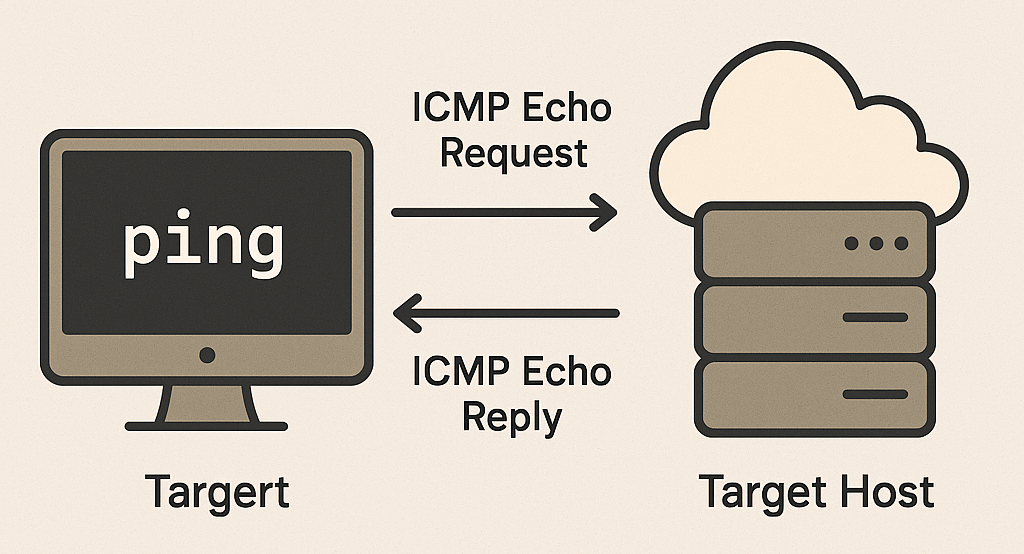 ICMP Echo
Request
ping
ICMP Echo
Reply
Targert
Target Host